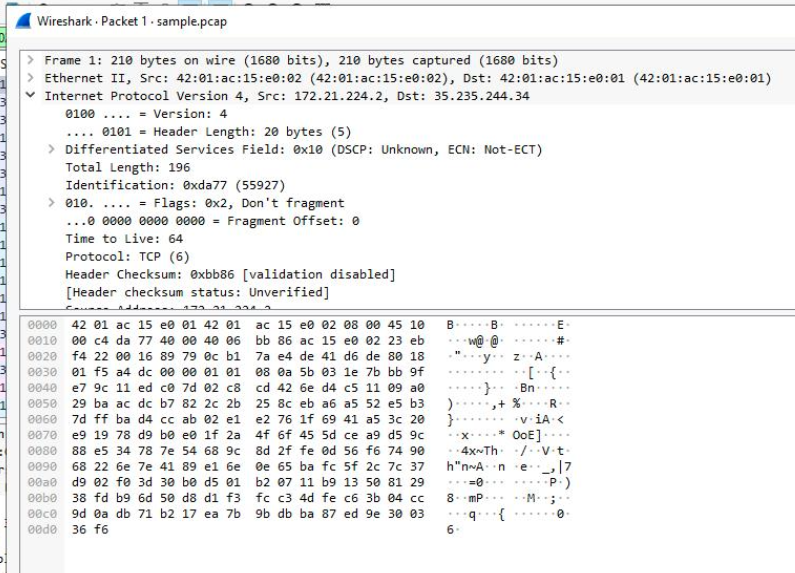 Wireshark · Packet 1 · sample.pcap
Frame 1: 210 bytes on wire (1680 bits), 210 bytes captured (1680 bits)
Ethernet II, Src: 42:01:ac:15:e0:02 (42:01:ac:15:e0:02), Dst: 42:01:ac:15:e0:01 (42:01:ac:15:e0:01)
Internet Protocol Version 4, Src: 172.21.224.2, Dst: 35.235.244.34
0100 .... = Version: 4
.... 0101 = Header Length: 20 bytes (5)
Differentiated Services Field: 0x10 (DSCP: Unknown, ECN: Not-ECT)
Total Length: 196
Identification: 0xda77 (55927)
010. .... = Flags: 0x2, Don't fragment
...0 0000 0000 0000 = Fragment Offset: 0
Time to Live: 64
Protocol: TCP (6)
Header Checksum: 0xbb86 [validation disabled]
[Header checksum status: Unverified]
0000 42 01 ac 15 e0 01 42 01 ac 15 e0 02 08 00 45 10 B·····B· ······E·
0010 00 c4 da 77 40 00 40 06 bb 86 ac 15 e0 02 23 eb ···w@·@· ······#·
0020 f4 22 00 16 89 79 0c b1 7a e4 de 41 d6 de 80 18 ·"···y·· z··A····
0030 01 f5 a4 dc 00 00 01 01 08 0a 5b 03 1e 7b bb 9f ········ ··[··{··
0040 e7 9c 11 ed c0 7d 02 c8 cd 42 6e d4 c5 11 09 a0 ·····}·· ·Bn·····
0050 29 ba ac dc b7 82 2c 2b 25 8c eb a6 a5 52 e5 b3 )·····,+ %····R··
0060 7d ff ba d4 cc ab 02 e1 e2 76 1f 69 41 a5 3c 20 }······· ·v·iA·<
0070 e9 19 78 d9 b0 e0 1f 2a 4f 6f 45 5d ce a9 d5 9c ··x····* OoE]····
0080 88 e5 34 78 7e 54 68 9c 8d 2f fe 0d 56 f6 74 90 ··4x~Th· ·/··V·t·
0090 68 22 6e 7e 41 89 e1 6e 0e 65 ba fc 5f 2c 7c 37 h"n~A··n ·e··_,|7
00a0 d9 02 f0 3d 30 b0 d5 01 b2 07 11 b9 13 50 81 29 ···=0··· ·····P·)
00b0 38 fd b9 6d 50 d8 d1 f3 fc c3 4d fe c6 3b 04 cc 8··mP··· ··M··;··
00c0 9d 0a db 71 b2 17 ea 7b 9b db ba 87 ed 9e 30 03 ···q···{ ······0·
00d0 36 f6 6·